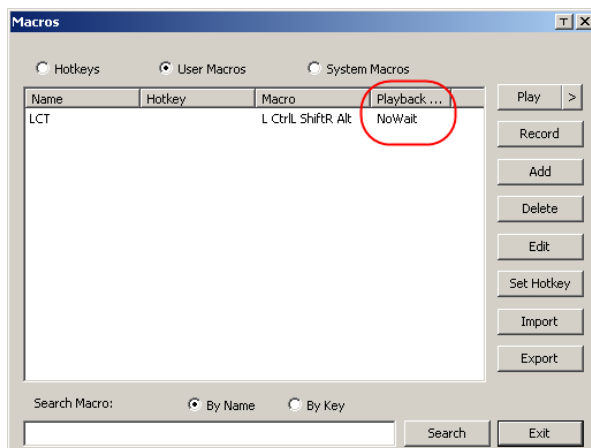 Macros
Hotkeys User Macros System Macros
Name Hotkey Macro Playback ... Play >
LCT L CtrlL ShiftR Alt NoWait
Record
Add
Delete
Edit
Set Hotkey
Import
Export
Search Macro: By Name By Key
Search Exit